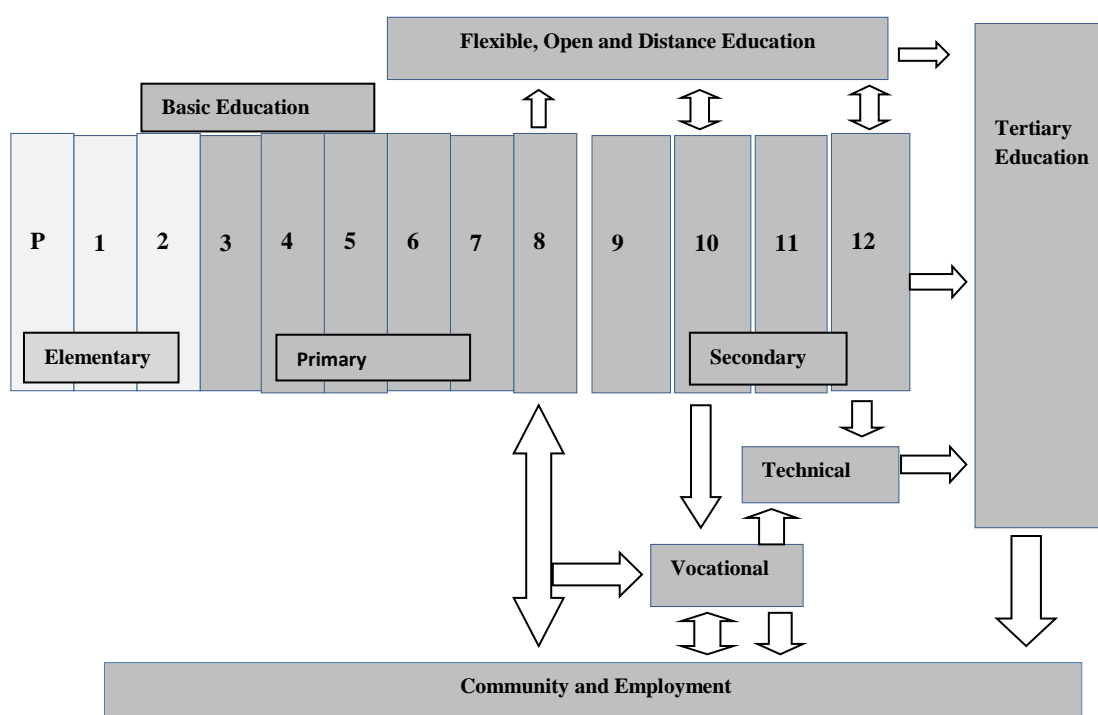 Flexible, Open and Distance Education
Basic Education
Tertiary
Education
P 1 2 3 4 5 6 7 8 9 10 11 12
Elementary
Primary
Secondary
Technical
Vocational
Community and Employment